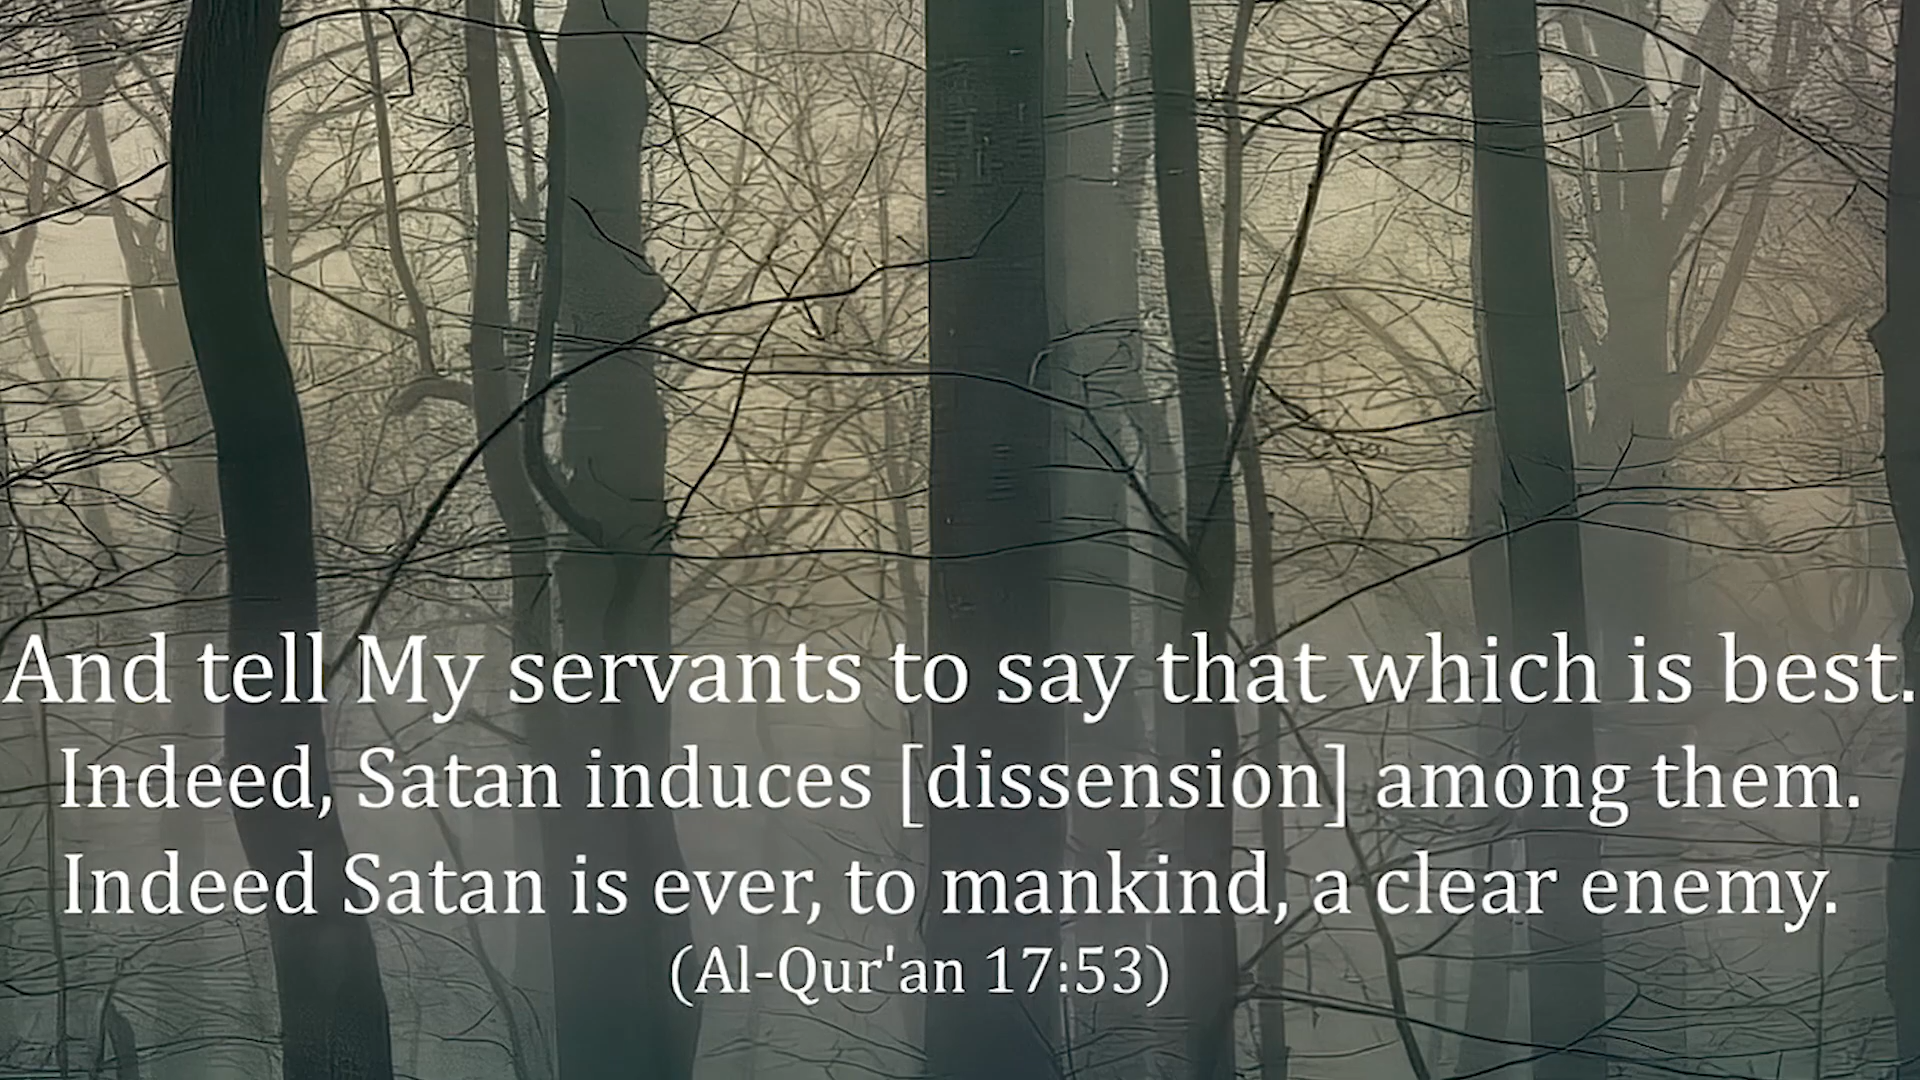 And tell My servants to say that which is best.
Indeed, Satan induces [dissension] among them.
Indeed Satan is ever, to mankind, a clear enemy.
(Al-Qur'an 17:53)